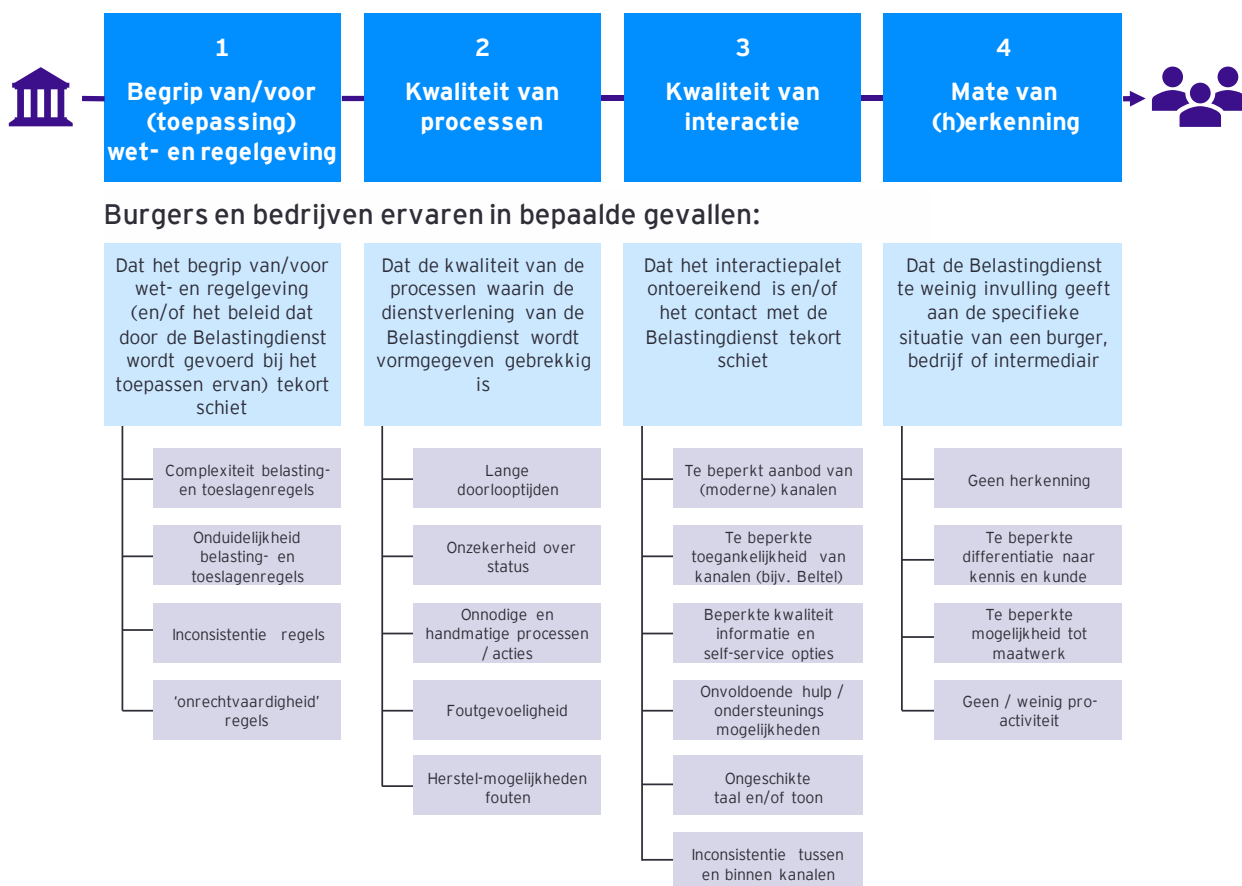 1
Begrip van/voor
(toepassing)
wet- en regelgeving
2
Kwaliteit van
processen
3
Kwaliteit van
interactie
4
Mate van
(h)erkenning
Burgers en bedrijven ervaren in bepaalde gevallen:
Dat het begrip van/voor
wet- en regelgeving
(en/of het beleid dat
door de Belastingdienst
wordt gevoerd bij het
toepassen ervan) tekort
schiet
Complexiteit belasting-
en toeslagenregels
Onduidelijkheid
belasting- en
toeslagenregels
Inconsistentie regels
‘onrechtvaardigheid’
regels
Dat de kwaliteit van de
processen waarin de
dienstverlening van de
Belastingdienst wordt
vormgegeven gebrekkig
is
Lange
doorlooptijden
Onzekerheid over
status
Onnodige en
handmatige processen
/ acties
Foutgevoeligheid
Herstel-mogelijkheden
fouten
Dat het interactiepalet
ontoereikend is en/of
het contact met de
Belastingdienst tekort
schiet
Te beperkt aanbod van
(moderne) kanalen
Te beperkte
toegankelijkheid van
kanalen (bijv. Beltel)
Beperkte kwaliteit
informatie en
self-service opties
Onvoldoende hulp /
ondersteunings
mogelijkheden
Ongeschikte
taal en/of toon
Inconsistentie tussen
en binnen kanalen
Dat de Belastingdienst
te weinig invulling geeft
aan de specifieke
situatie van een burger,
bedrijf of intermediair
Geen herkenning
Te beperkte
differentiatie naar
kennis en kunde
Te beperkte
mogelijkheid tot
maatwerk
Geen / weinig pro-
activiteit